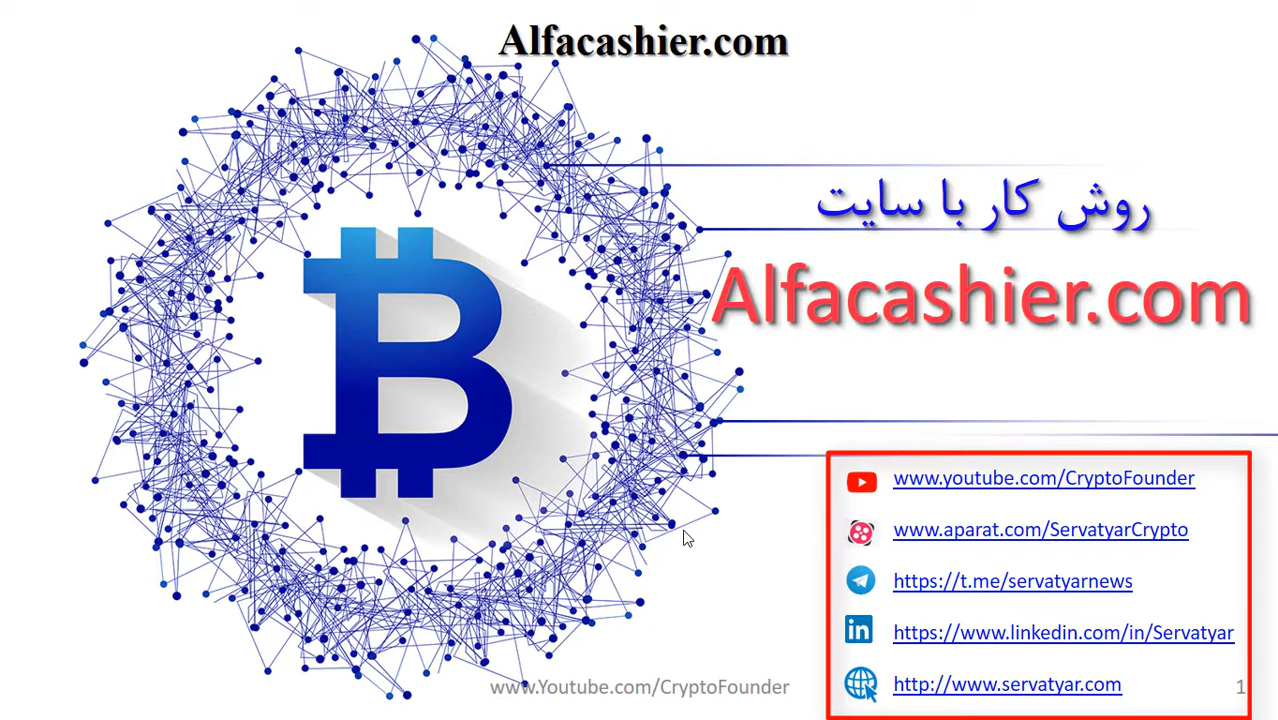 Alfacashier.com
روش کار با سایت
Alfacashier.com
www.youtube.com/CryptoFounder
www.aparat.com/ServatyarCrypto
https://t.me/servatyarnews
https://www.linkedin.com/in/Servatyar
http://www.servatyar.com
www.Youtube.com/CryptoFounder
1